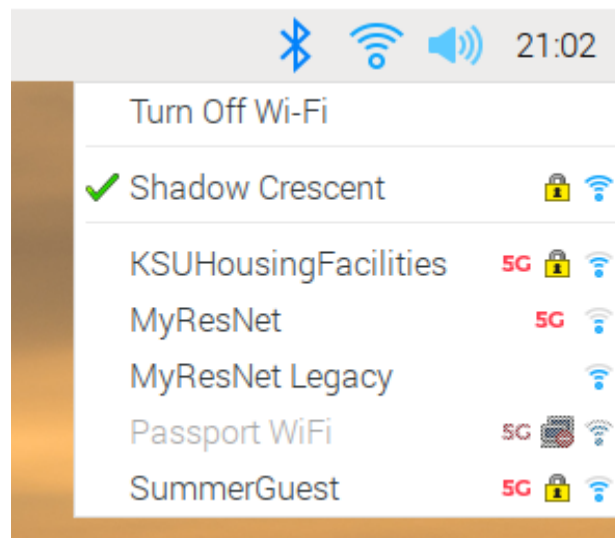 21:02
Turn Off Wi-Fi
Shadow Crescent
KSUHousingFacilities 5G
MyResNet 5G
MyResNet Legacy
Passport WiFi 5G
SummerGuest 5G